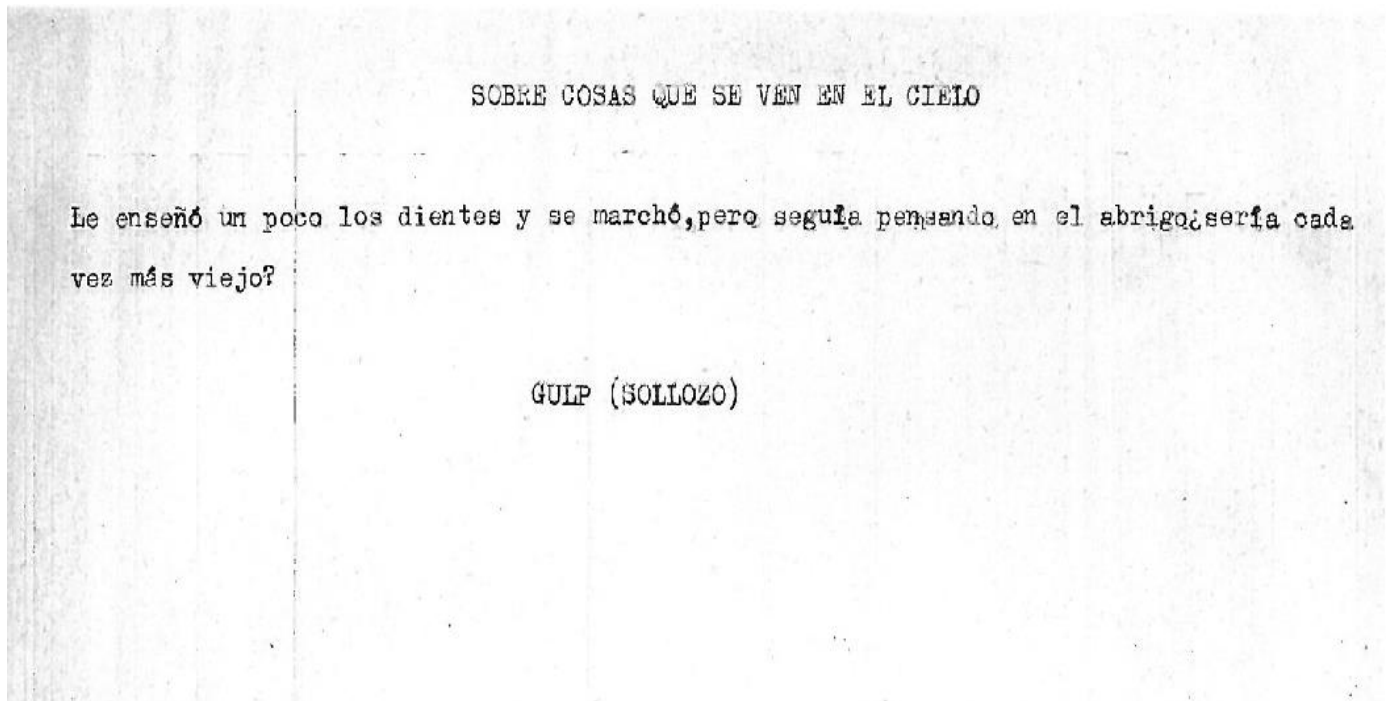 SOBRE COSAS QUE SE VEN EN EL CIELO
Le enseñó un poco los dientes y se marchó,pero seguía pensando en el abrigo¿sería cada
vez más viejo?
GULP (SOLLOZO)